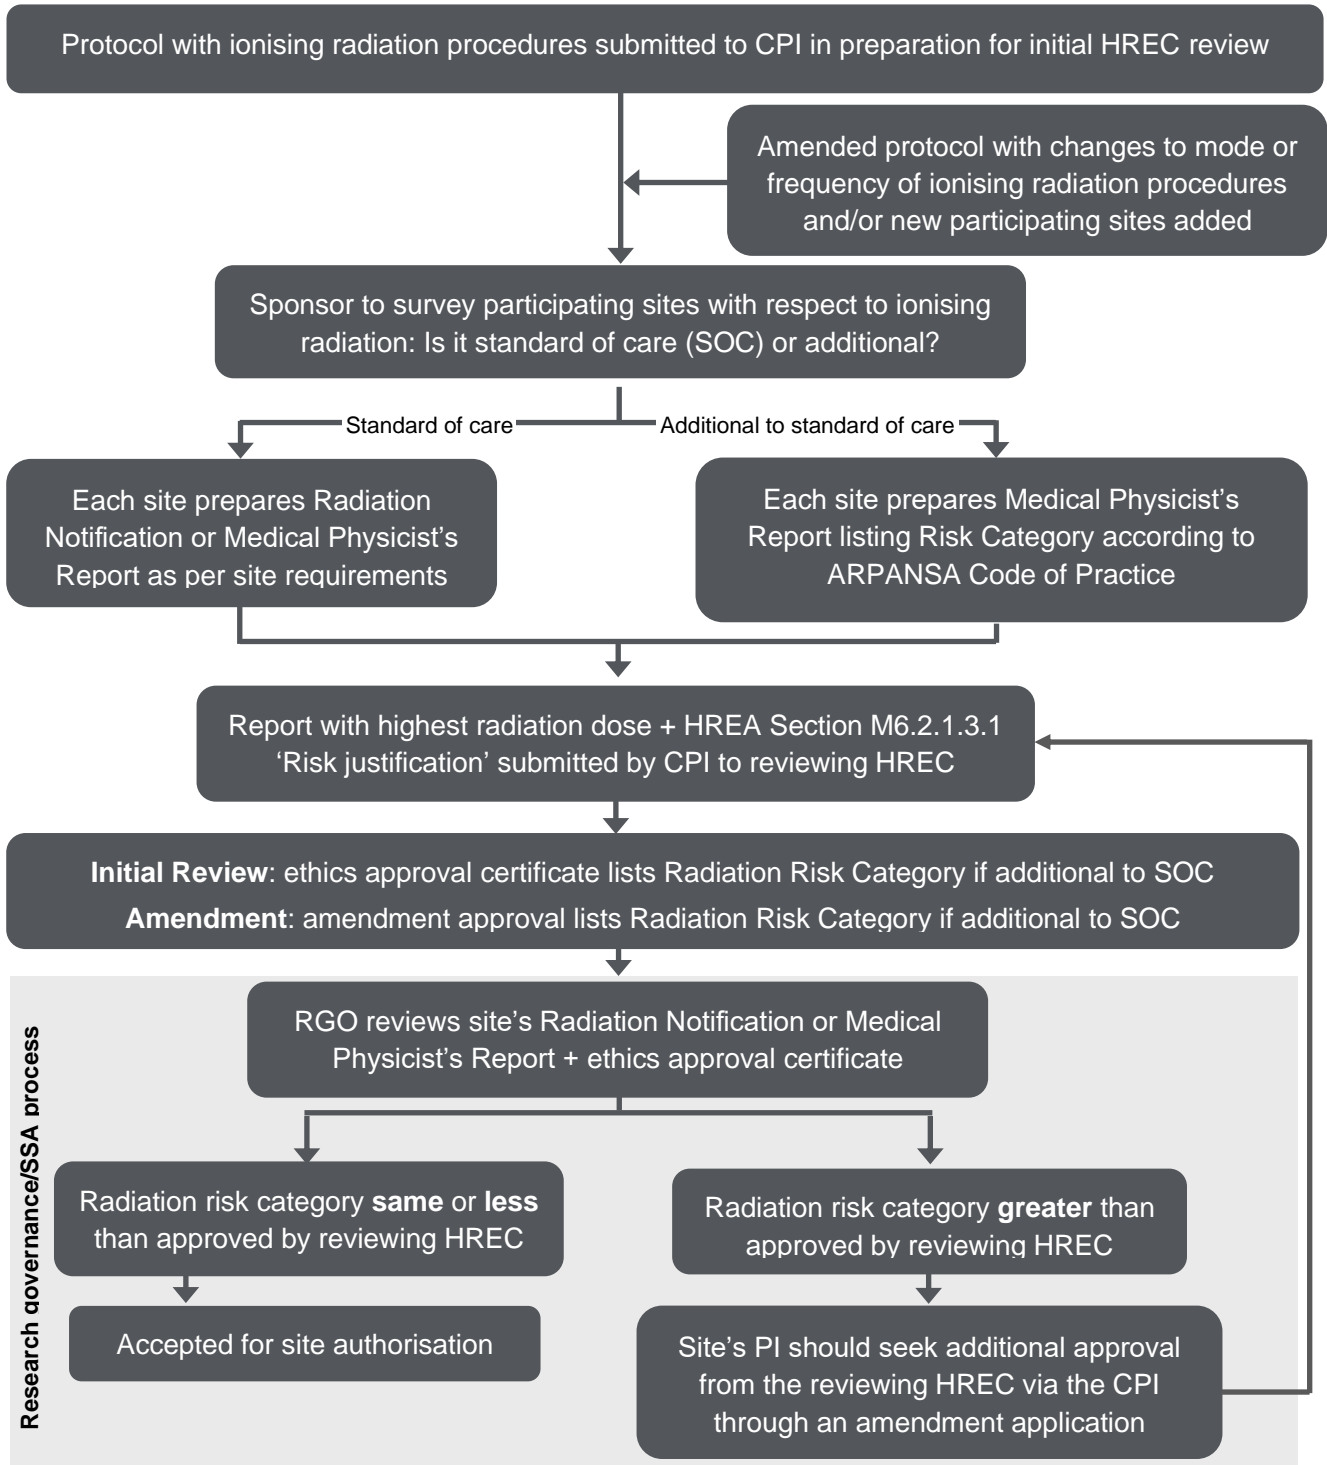 Protocol with ionising radiation procedures submitted to CPI in preparation for initial HREC review
Amended protocol with changes to mode or
frequency of ionising radiation procedures
and/or new participating sites added
Sponsor to survey participating sites with respect to ionising
radiation: Is it standard of care (SOC) or additional?
Standard of care
Additional to standard of care
Each site prepares Radiation
Notification or Medical Physicist's
Report as per site requirements
Each site prepares Medical Physicist's
Report listing Risk Category according to
ARPANSA Code of Practice
Report with highest radiation dose + HREA Section M6.2.1.3.1
‘Risk justification’ submitted by CPI to reviewing HREC
Initial Review: ethics approval certificate lists Radiation Risk Category if additional to SOC
Amendment: amendment approval lists Radiation Risk Category if additional to SOC
Research governance/SSA process
RGO reviews site’s Radiation Notification or Medical
Physicist’s Report + ethics approval certificate
Radiation risk category same or less
than approved by reviewing HREC
Radiation risk category greater than
approved by reviewing HREC
Accepted for site authorisation
Site’s PI should seek additional approval
from the reviewing HREC via the CPI
through an amendment application